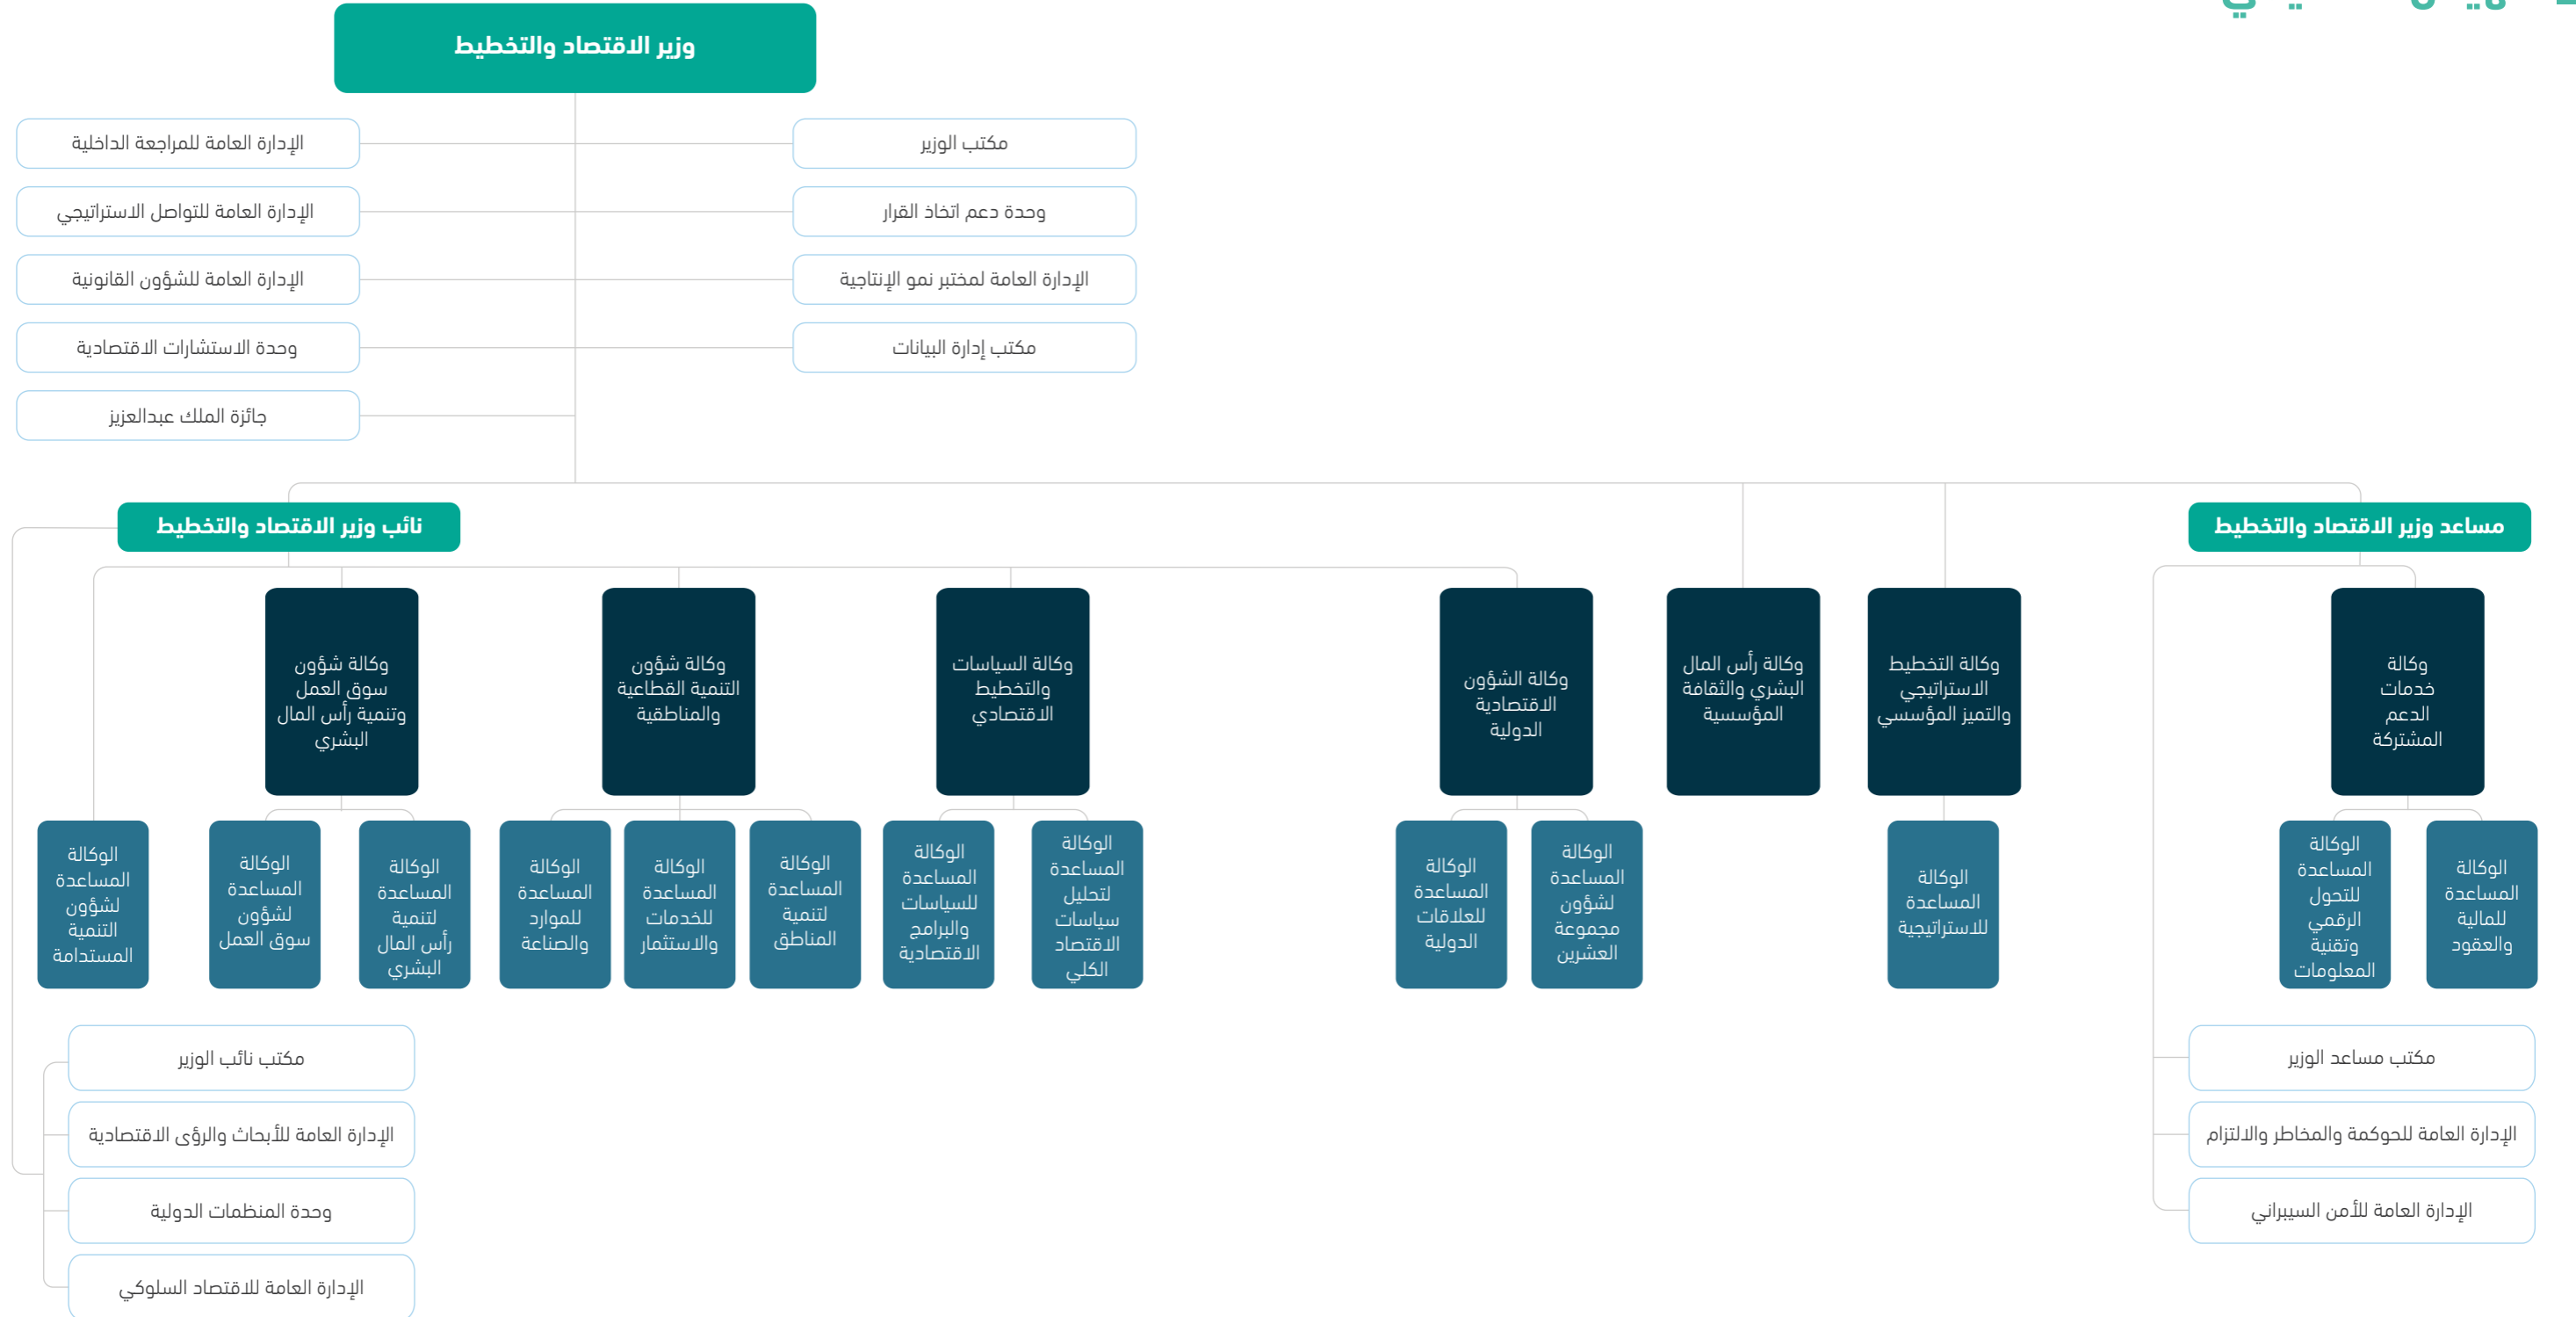 وزير الاقتصاد والتخطيط
مكتب الوزير
الإدارة العامة للمراجعة الداخلية
وحدة دعم اتخاذ القرار
الإدارة العامة للتواصل الاستراتيجي
الإدارة العامة لمختبر نمو الإنتاجية
الإدارة العامة للشؤون القانونية
مكتب إدارة البيانات
وحدة الاستشارات الاقتصادية
جائزة الملك عبدالعزيز
مساعد وزير الاقتصاد والتخطيط
نائب وزير الاقتصاد والتخطيط
وكالة
خدمات
الدعم
المشتركة
وكالة التخطيط
الاستراتيجي
والتميز المؤسسي
وكالة رأس المال
البشري والثقافة
المؤسسية
وكالة الشؤون
الاقتصادية
الدولية
وكالة السياسات
والتخطيط
الاقتصادي
وكالة شؤون
التنمية القطاعية
والمناطقية
وكالة شؤون
سوق العمل
وتنمية رأس المال
البشري
الوكالة
المساعدة
للمالية
والعقود
الوكالة
المساعدة
للتحول
الرقمي
وتقنية
المعلومات
الوكالة
المساعدة
للاستراتيجية
الوكالة
المساعدة
لشؤون
مجموعة
العشرين
الوكالة
المساعدة
للعلاقات
الدولية
الوكالة
المساعدة
لتحليل
سياسات
الاقتصاد
الكلي
الوكالة
المساعدة
للسياسات
والبرامج
الاقتصادية
الوكالة
المساعدة
لتنمية
المناطق
الوكالة
المساعدة
للخدمات
والاستثمار
الوكالة
المساعدة
للموارد
والصناعة
الوكالة
المساعدة
لتنمية
رأس المال
البشري
الوكالة
المساعدة
لشؤون
سوق العمل
الوكالة
المساعدة
لشؤون
التنمية
المستدامة
مكتب مساعد الوزير
الإدارة العامة للحوكمة والمخاطر والالتزام
الإدارة العامة للأمن السيبراني
مكتب نائب الوزير
الإدارة العامة للأبحاث والرؤى الاقتصادية
وحدة المنظمات الدولية
الإدارة العامة للاقتصاد السلوكي